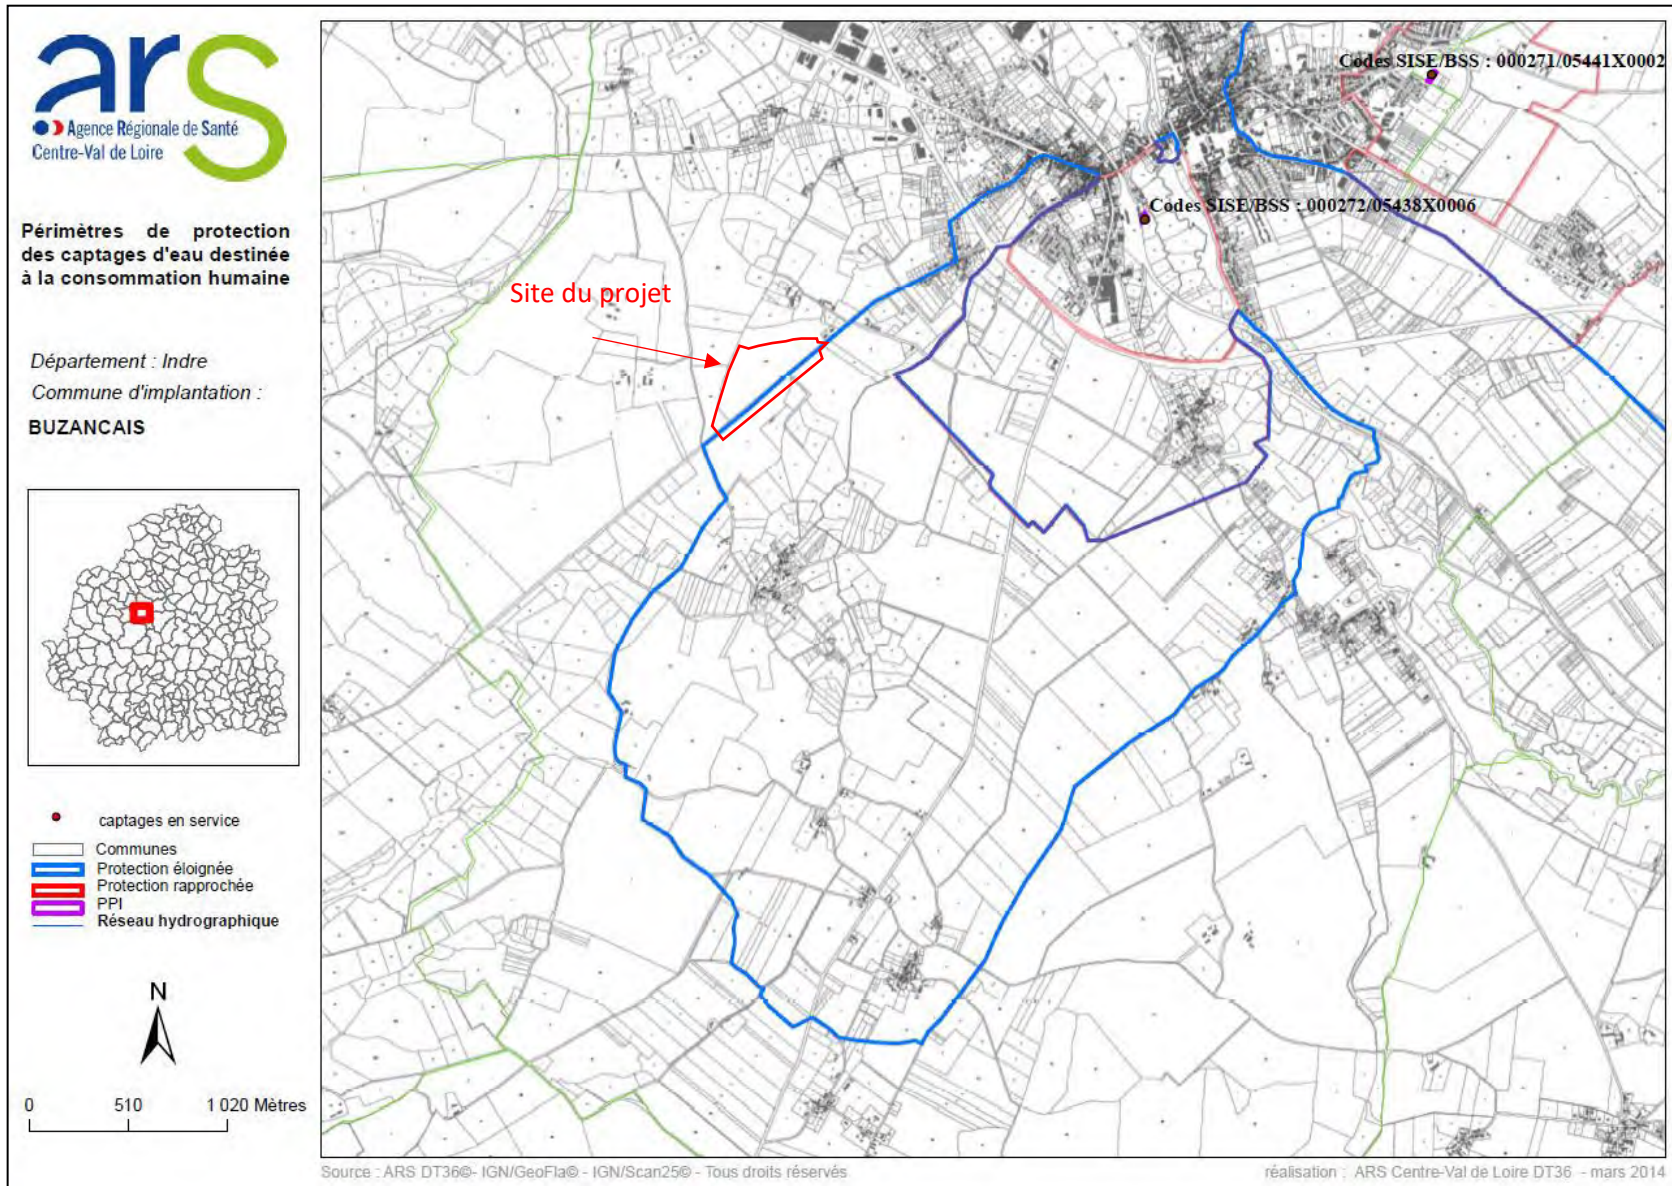 ars
Agence Régionale de Santé
Centre-Val de Loire
Périmètres de protection
des captages d'eau destinée
à la consommation humaine
Département : Indre
Commune d'implantation :
BUZANCAIS
captages en service
Communes
Protection éloignée
Protection rapprochée
PPI
Réseau hydrographique
N
0 510 1 020 Mètres
Codes SISE/BSS : 000271/05441X0002
Codes SISE/BSS : 000272/05438X0006
Site du projet
Source : ARS DT36©- IGN/GeoFla© - IGN/Scan25© - Tous droits réservés
réalisation : ARS Centre-Val de Loire DT36 - mars 2014